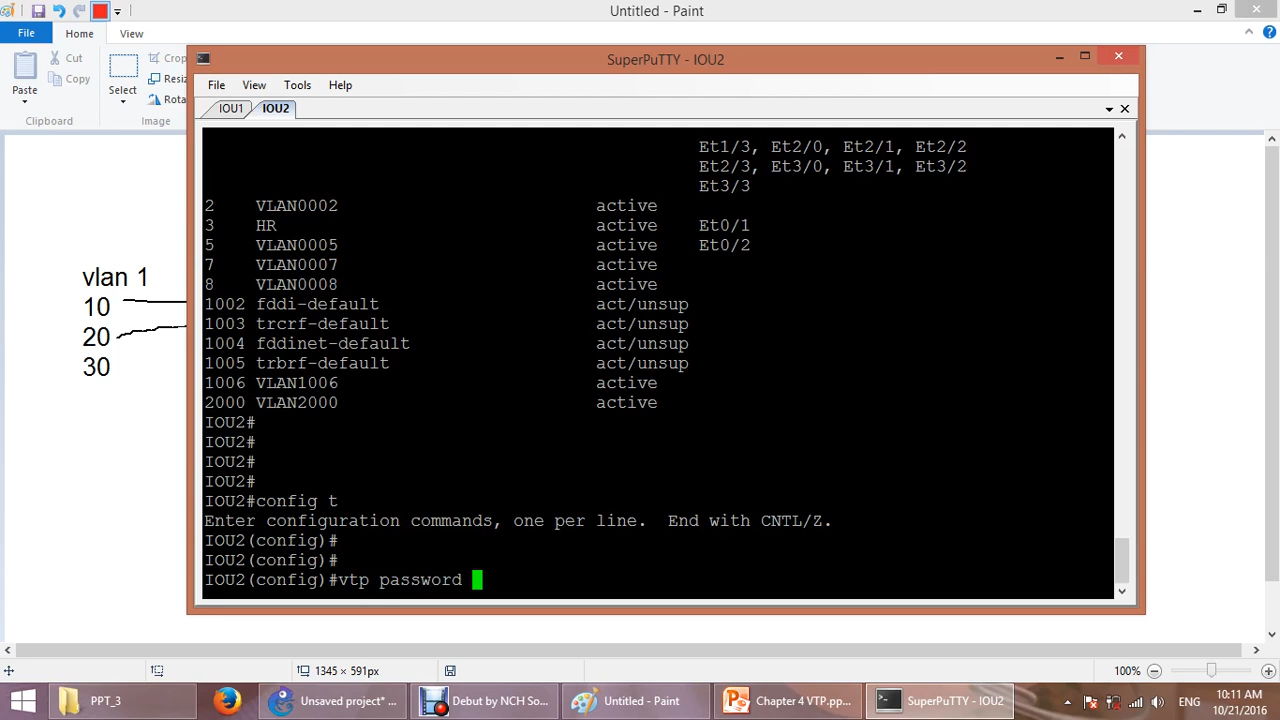 Untitled - Paint
File Home View
Paste
Cut
Copy
Clipboard
Select
Crop
Resiz
Rota
Image
SuperPuTTY - IOU2
File View Tools Help
IOU1 IOU2
Et1/3, Et2/0, Et2/1, Et2/2
Et2/3, Et3/0, Et3/1, Et3/2
Et3/3
2 VLAN0002 active
3 HR active Et0/1
5 VLAN0005 active Et0/2
7 VLAN0007 active
8 VLAN0008 active
1002 fddi-default act/unsup
1003 trcrf-default act/unsup
1004 fddinet-default act/unsup
1005 trbrf-default act/unsup
1006 VLAN1006 active
2000 VLAN2000 active
IOU2#
IOU2#
IOU2#
IOU2#
IOU2#config t
Enter configuration commands, one per line. End with CNTL/Z.
IOU2(config)#
IOU2(config)#
IOU2(config)#vtp password
vlan 1
10
20
30
1345 × 591px
100%
PPT_3
Unsaved project*...
Debut by NCH So...
Untitled - Paint
Chapter 4 VTP.pp...
SuperPuTTY - IOU2
ENG
10:11 AM
10/21/2016